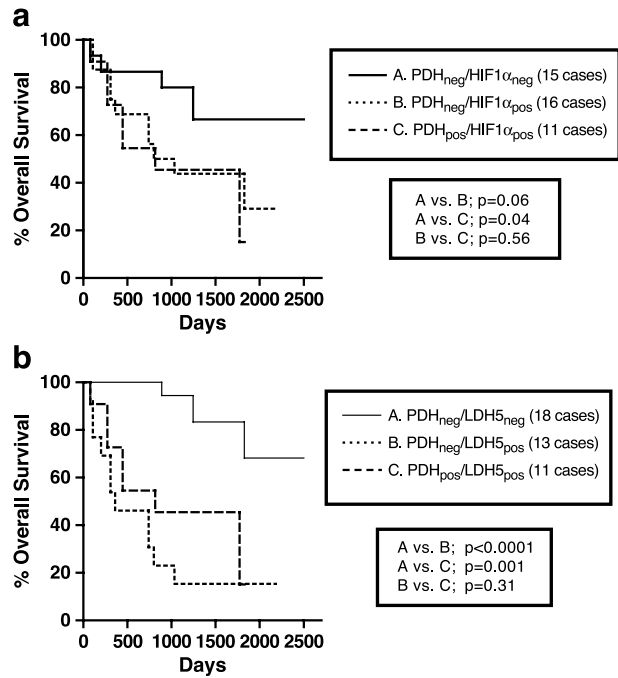 a
100
80
60
40
20
0
% Overall Survival
0 500 1000 1500 2000 2500
Days
A. PDHneg/HIF1αneg (15 cases)
B. PDHneg/HIF1αpos (16 cases)
C. PDHpos/HIF1αpos (11 cases)
A vs. B; p=0.06
A vs. C; p=0.04
B vs. C; p=0.56
b
100
80
60
40
20
0
% Overall Survival
0 500 1000 1500 2000 2500
Days
A. PDHneg/LDH5neg (18 cases)
B. PDHneg/LDH5pos (13 cases)
C. PDHpos/LDH5pos (11 cases)
A vs. B; p<0.0001
A vs. C; p=0.001
B vs. C; p=0.31